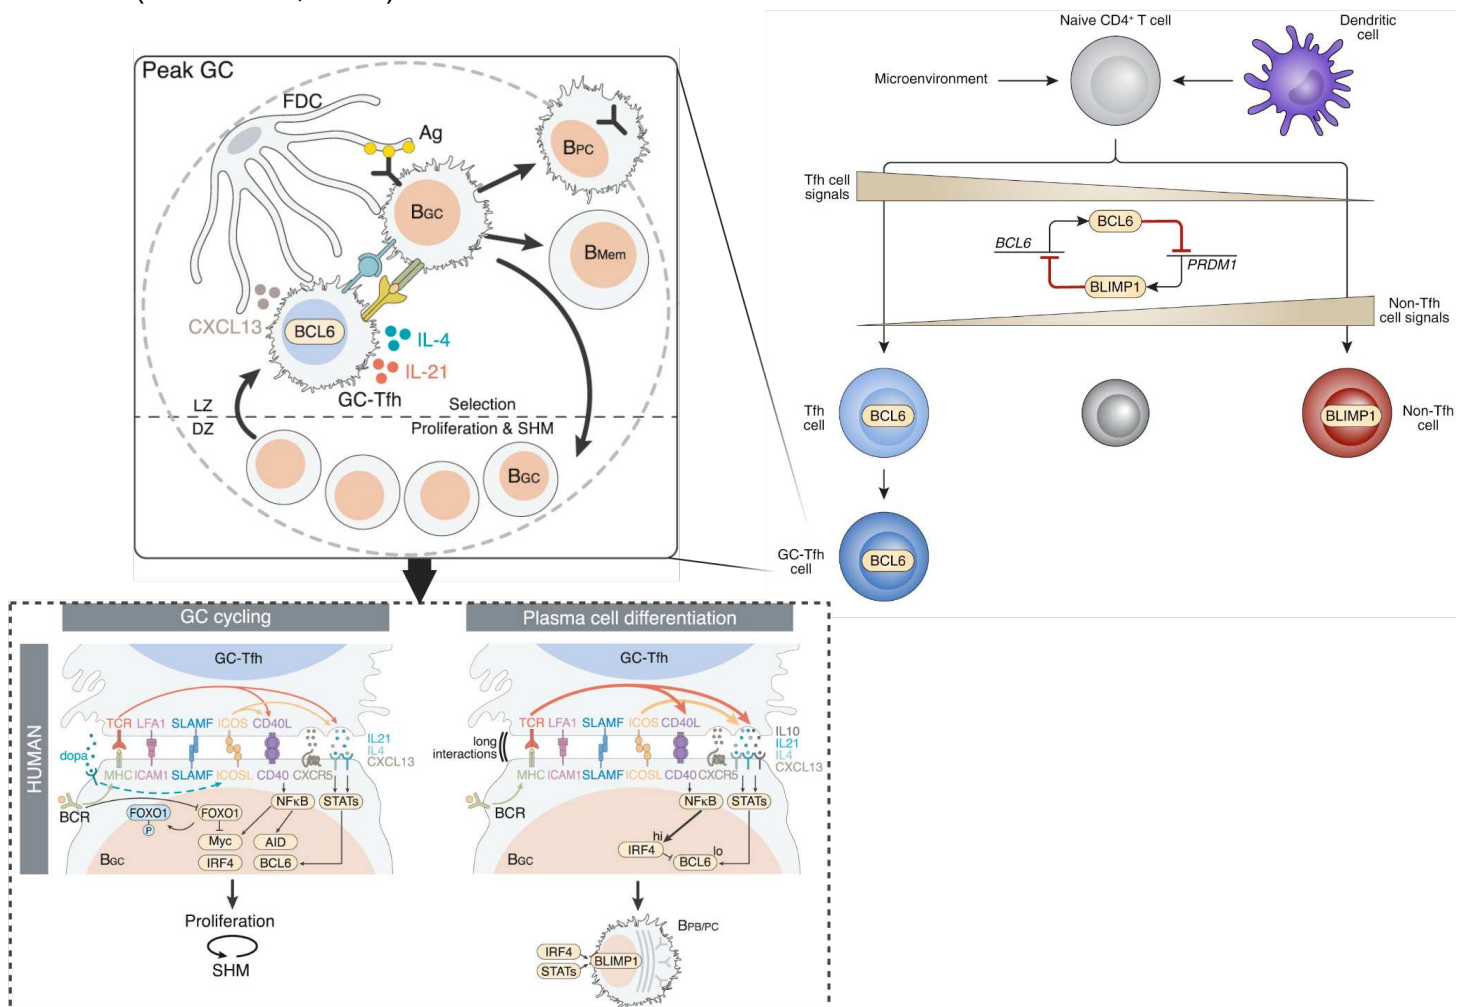 Peak GC
FDC
Ag
BPC
BGC
BMem
CXCL13
BCL6
IL-4
IL-21
GC-Tfh
LZ
Selection
DZ
Proliferation & SHM
BGC
Naive CD4+ T cell
Dendritic
cell
Microenvironment
Tfh cell
signals
BCL6
BCL6
PRDM1
BLIMP1
Non-Tfh
cell signals
Tfh
cell
BCL6
BLIMP1
Non-Tfh
cell
GC-Tfh
cell
BCL6
HUMAN
GC cycling
GC-Tfh
TCR LFA1 SLAMF ICOS CD40L
IL21
IL4
CXCL13
dopa
MHC ICAM1 SLAMF ICOSL CD40 CXCR5
BCR
NFκB STATs
FOXO1
P
FOXO1
Myc AID
IRF4 BCL6
BGC
Proliferation
SHM
Plasma cell differentiation
GC-Tfh
TCR LFA1 SLAMF ICOS CD40L
IL10
IL21
IL4
CXCL13
long
interactions
MHC ICAM1 SLAMF ICOSL CD40 CXCR5
BCR
NFκB STATs
hi
IRF4
lo
BCL6
BGC
BPB/PC
IRF4
STATs
BLIMP1